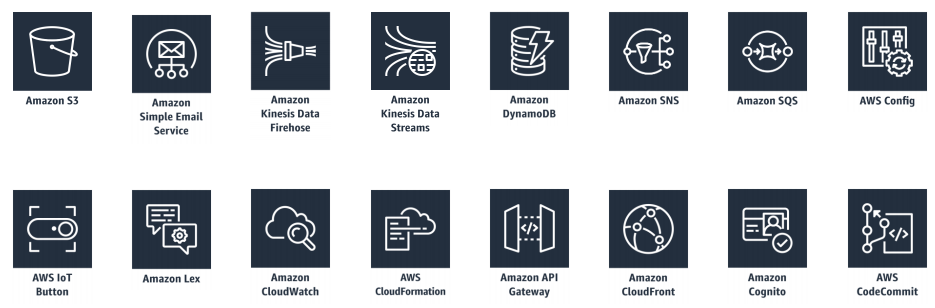 Amazon S3
Amazon
Simple Email
Service
Amazon
Kinesis Data
Firehose
Amazon
Kinesis Data
Streams
Amazon
DynamoDB
Amazon SNS
Amazon SQS
AWS Config
AWS IoT
Button
Amazon Lex
Amazon
CloudWatch
AWS
CloudFormation
Amazon API
Gateway
Amazon
CloudFront
Amazon
Cognito
AWS
CodeCommit